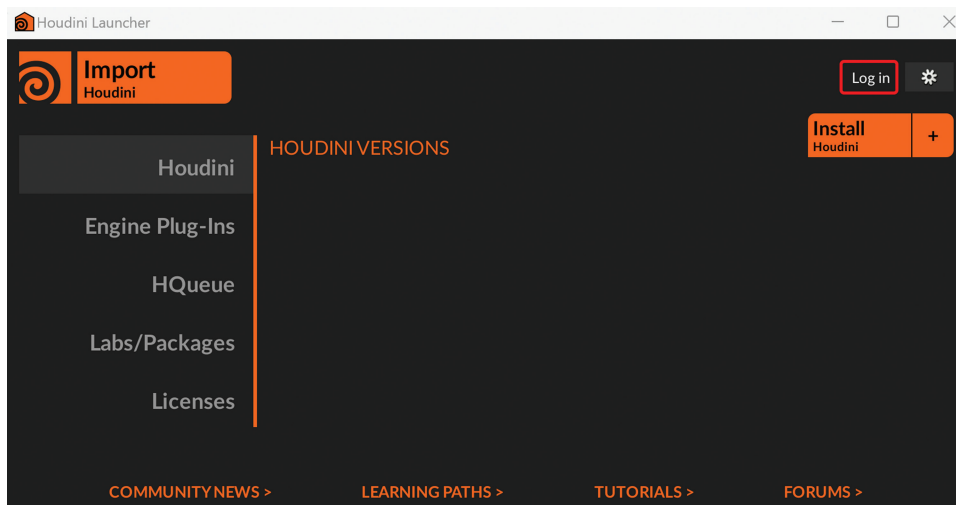 Houdini Launcher
Import
Houdini
Log in
Install
Houdini
+
HOUDINI VERSIONS
Houdini
Engine Plug-Ins
HQueue
Labs/Packages
Licenses
COMMUNITY NEWS >
LEARNING PATHS >
TUTORIALS >
FORUMS >